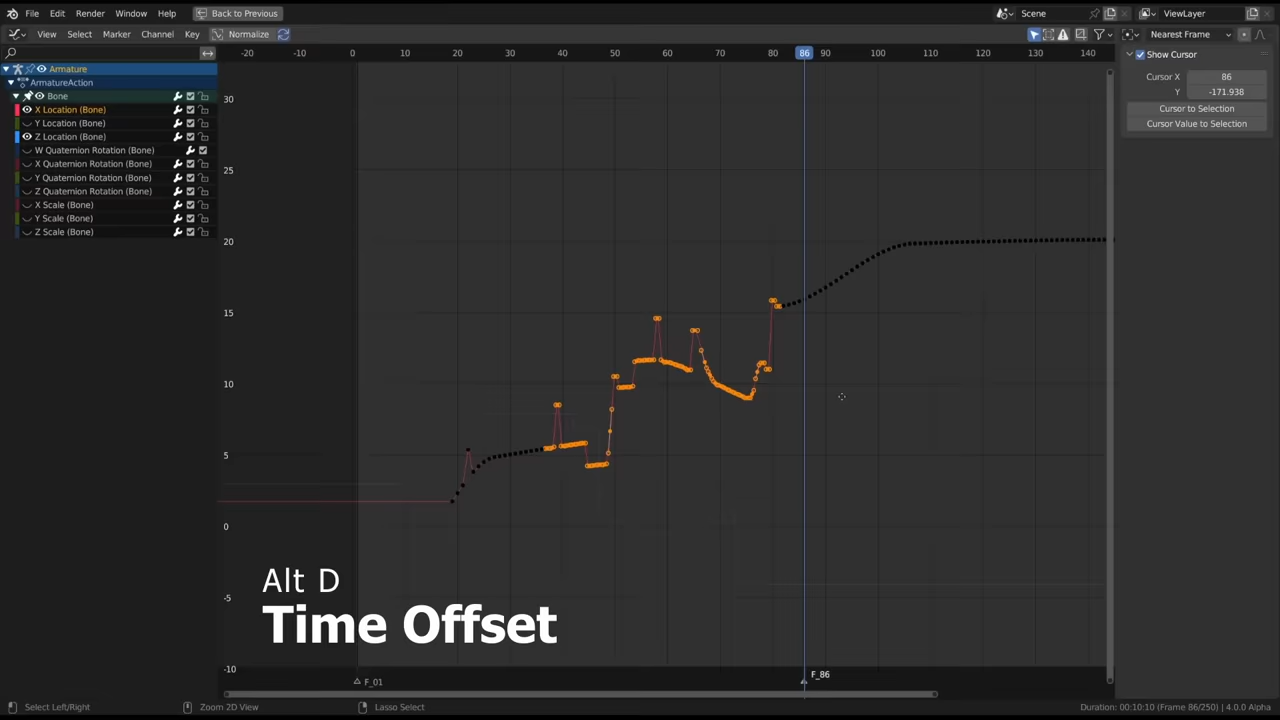 File Edit Render Window Help Back to Previous Scene ViewLayer
View Select Marker Channel Key Normalize Nearest Frame
-20 -10 10 20 30 40 50 60 70 86 90 100 110 120 130 140
Show Cursor
Cursor X 86
Y -171.938
Cursor to Selection
Cursor Value to Selection
Armature
ArmatureAction
Bone
X Location (Bone)
Y Location (Bone)
Z Location (Bone)
W Quaternion Rotation (Bone)
X Quaternion Rotation (Bone)
Y Quaternion Rotation (Bone)
Z Quaternion Rotation (Bone)
X Scale (Bone)
Y Scale (Bone)
Z Scale (Bone)
30
25
20
15
10
5
0
-5
-10
Alt D
Time Offset
F_01
F_86
Select Left/Right Zoom 2D View Lasso Select Duration: 00:10:10 (Frame 86/250) | 4.0.0 Alpha